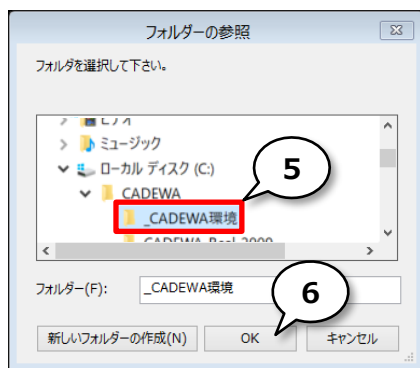 フォルダーの参照
フォルダを選択して下さい。
ミュージック
ローカル ディスク (C:)
5
CADEWA
_CADEWA環境
フォルダー(F):
_CADEWA環境
6
新しいフォルダーの作成(N)
OK
キャンセル